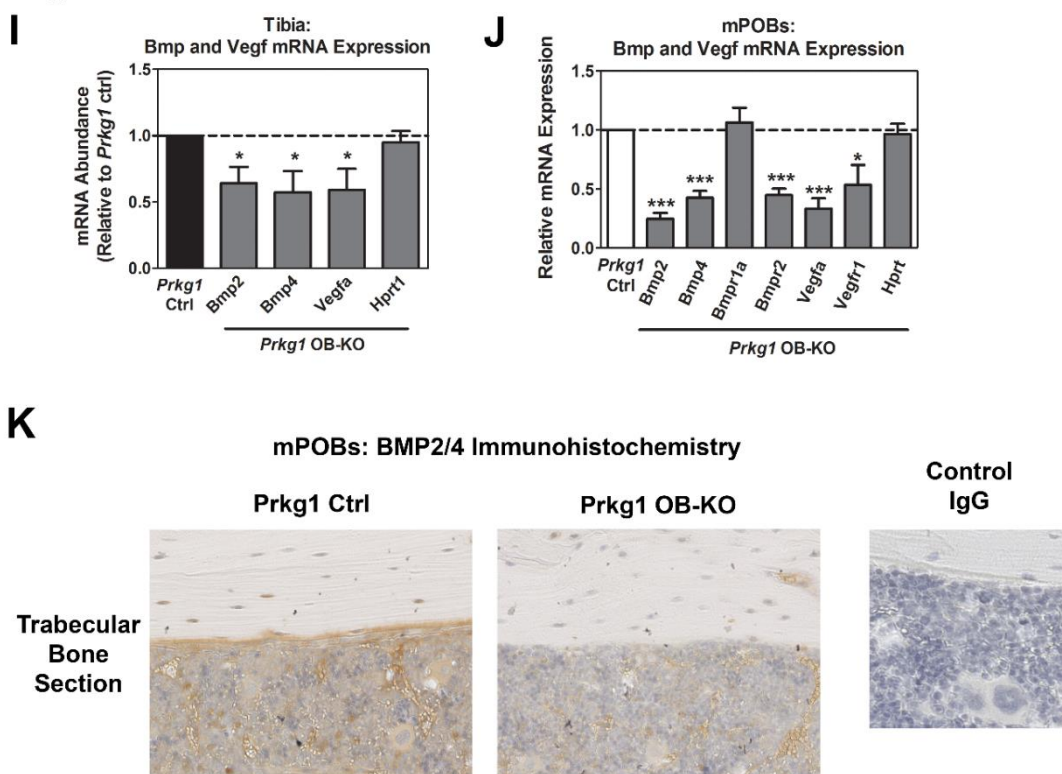 I
Tibia:
Bmp and Vegf mRNA Expression
mRNA Abundance
(Relative to Prkg1 ctrl)
1.5
1.0
0.5
0.0
*
*
*
Prkg1
Ctrl
Bmp2
Bmp4
Vegfa
Hprt1
Prkg1 OB-KO
J
mPOBs:
Bmp and Vegf mRNA Expression
Relative mRNA Expression
1.5
1.0
0.5
0.0
***
***
***
***
*
Prkg1
Ctrl
Bmp2
Bmp4
Bmpr1a
Bmpr2
Vegfa
Vegfr1
Hprt
Prkg1 OB-KO
K
mPOBs: BMP2/4 Immunohistochemistry
Prkg1 Ctrl
Prkg1 OB-KO
Control
IgG
Trabecular
Bone
Section